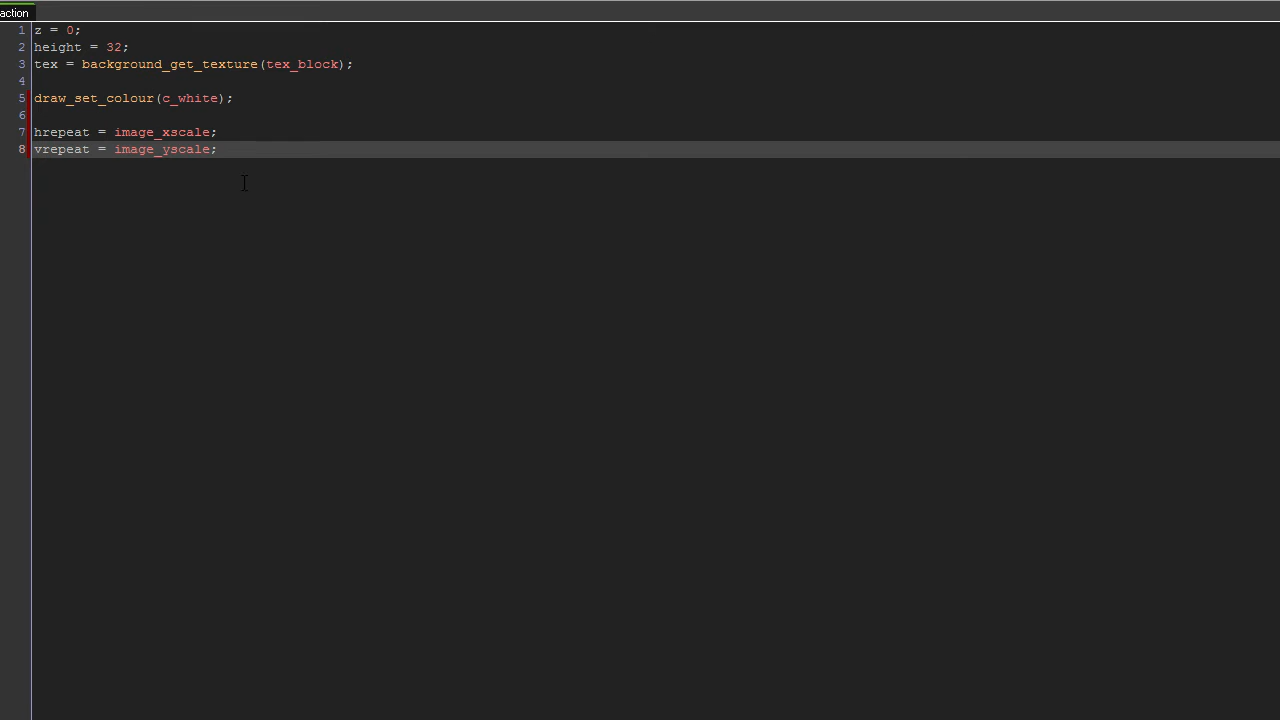 action
1 z = 0;
2 height = 32;
3 tex = background_get_texture(tex_block);
4
5 draw_set_colour(c_white);
6
7 hrepeat = image_xscale;
8 vrepeat = image_yscale;